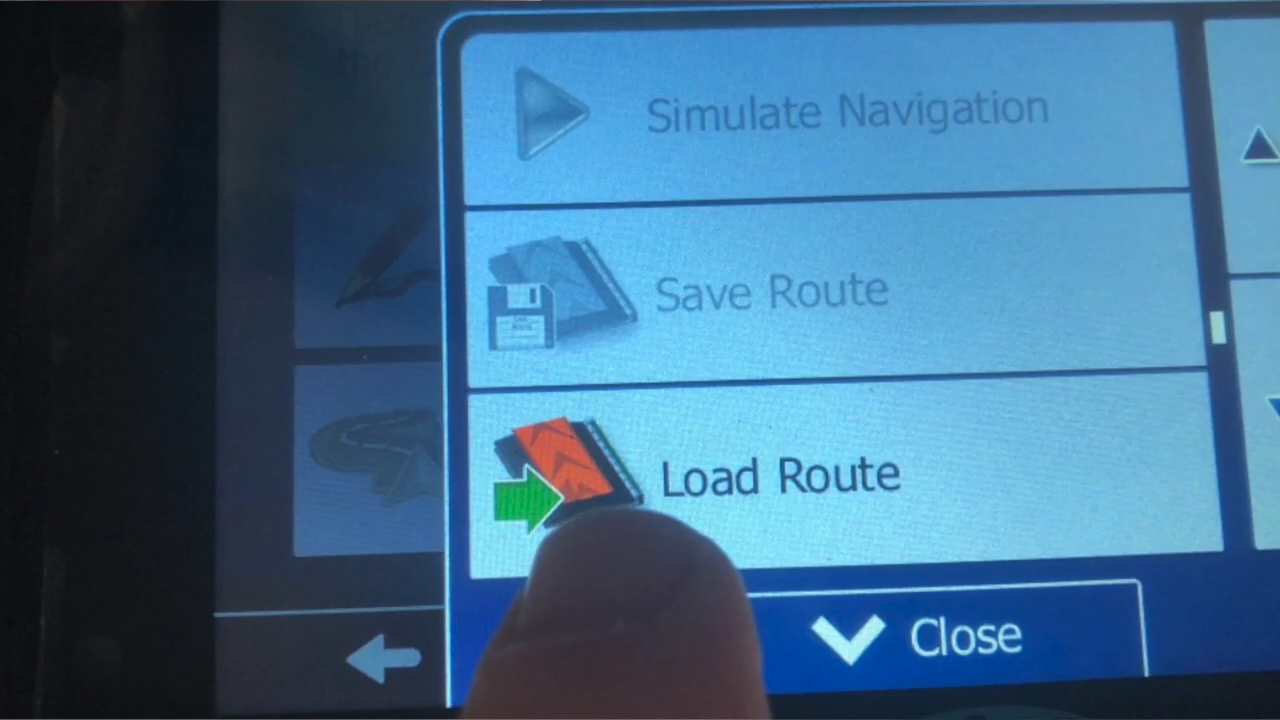 Simulate Navigation
Save Route
Load Route
Close